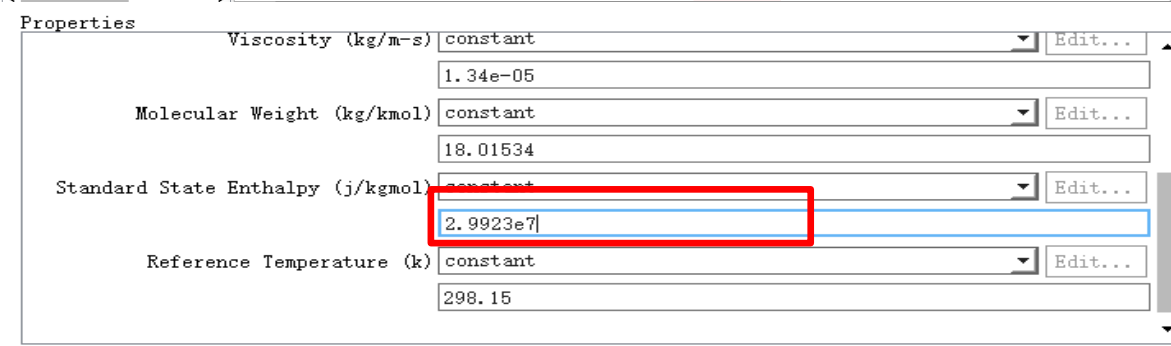 Properties
Viscosity (kg/m-s) constant Edit...
1.34e-05
Molecular Weight (kg/kmol) constant Edit...
18.01534
Standard State Enthalpy (j/kgmol) constant Edit...
2.9923e7
Reference Temperature (k) constant Edit...
298.15